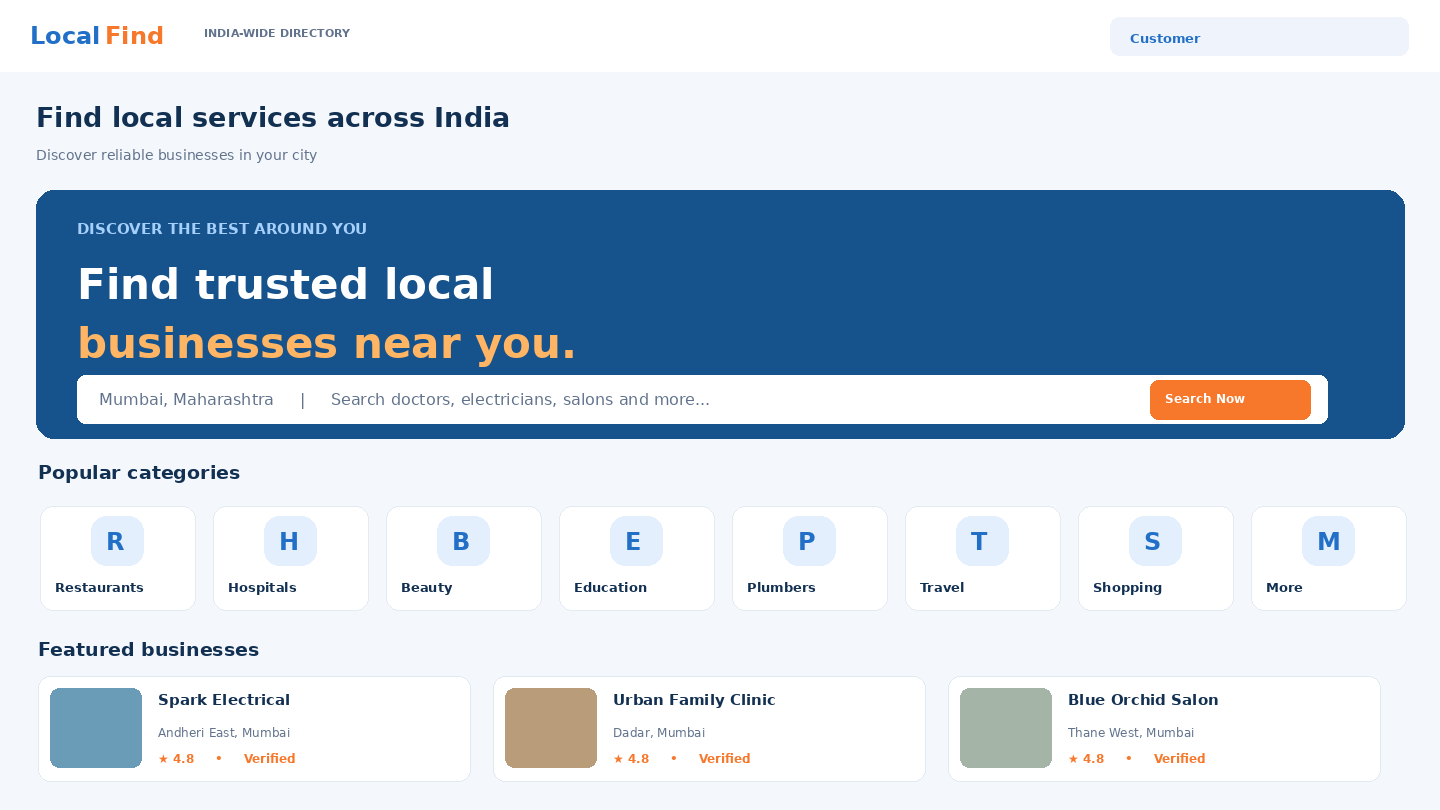 LocalFind
INDIA-WIDE DIRECTORY
Customer
Find local services across India
Discover reliable businesses in your city
DISCOVER THE BEST AROUND YOU
Find trusted local
businesses near you.
Mumbai, Maharashtra | Search doctors, electricians, salons and more...
Search Now
Popular categories
R H B E P T S M
Restaurants Hospitals Beauty Education Plumbers Travel Shopping More
Featured businesses
Spark Electrical
Andheri East, Mumbai
★ 4.8 • Verified
Urban Family Clinic
Dadar, Mumbai
★ 4.8 • Verified
Blue Orchid Salon
Thane West, Mumbai
★ 4.8 • Verified